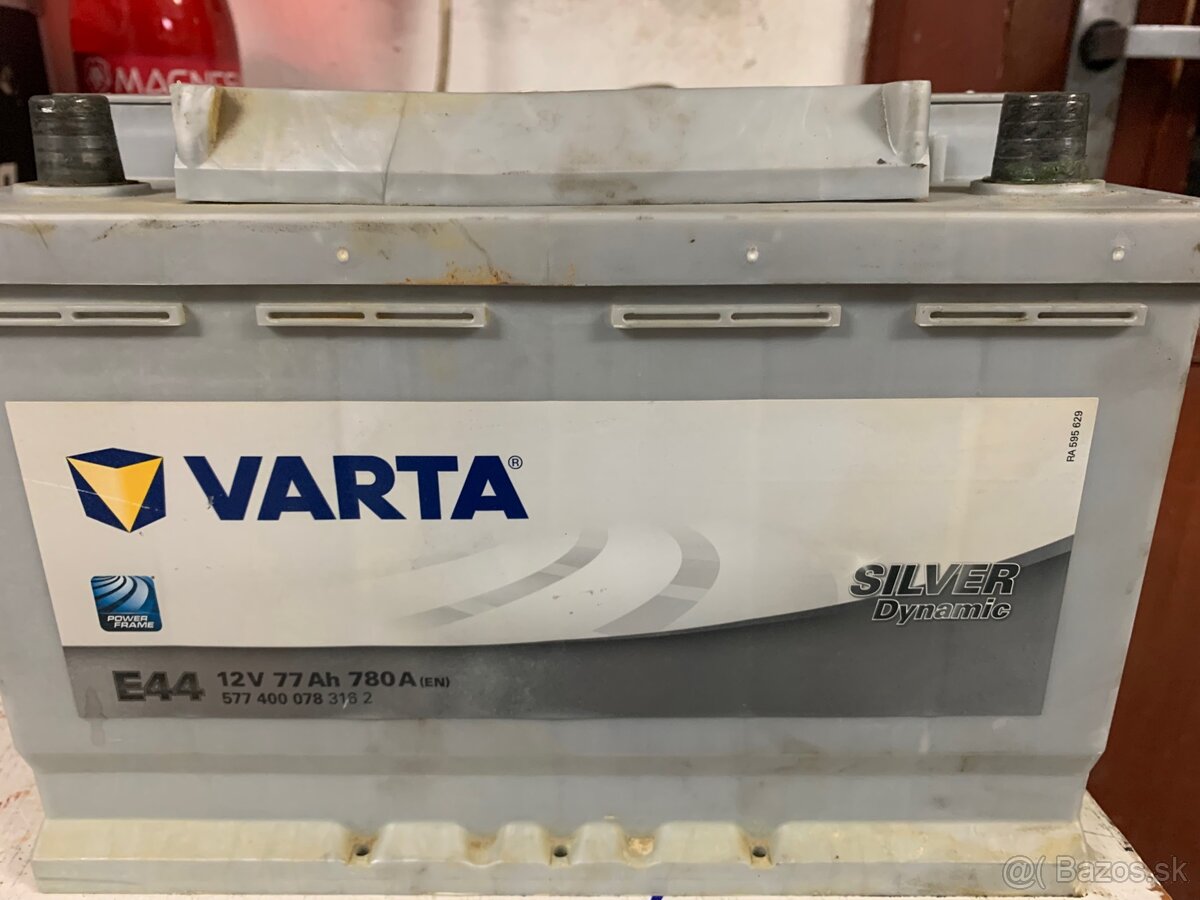 MAGNE
VARTA®
RA 595 629
POWER
FRAME
SILVER
Dynamic
E44 12V 77Ah 780A (EN)
577 400 078 316 2
@( Bazos.sk